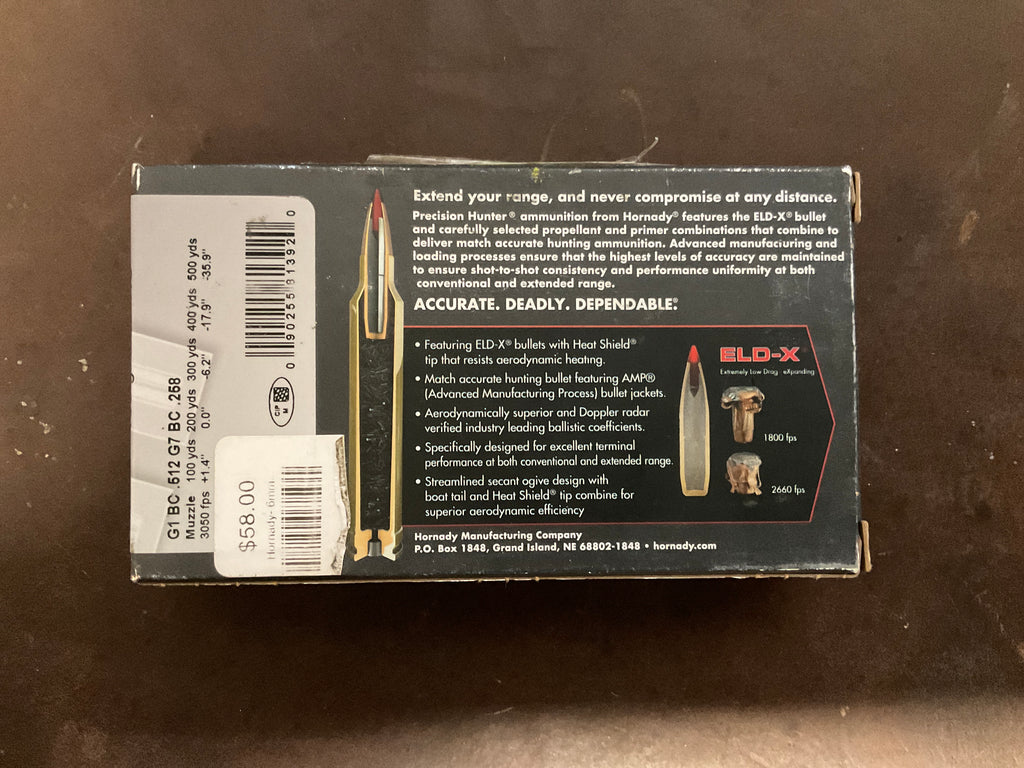 Extend your range, and never compromise at any distance.
Precision Hunter® ammunition from Hornady® features the ELD-X® bullet
and carefully selected propellant and primer combinations that combine to
deliver match accurate hunting ammunition. Advanced manufacturing and
loading processes ensure that the highest levels of accuracy are maintained
to ensure shot-to-shot consistency and performance uniformity at both
conventional and extended range.
ACCURATE. DEADLY. DEPENDABLE.®
• Featuring ELD-X® bullets with Heat Shield®
tip that resists aerodynamic heating.
• Match accurate hunting bullet featuring AMP®
(Advanced Manufacturing Process) bullet jackets.
• Aerodynamically superior and Doppler radar
verified industry leading ballistic coefficients.
• Specifically designed for excellent terminal
performance at both conventional and extended range.
• Streamlined secant ogive design with
boat tail and Heat Shield® tip combine for
superior aerodynamic efficiency
ELD-X®
Extremely Low Drag - eXpanding
1800 fps
2660 fps
Hornady Manufacturing Company
P.O. Box 1848, Grand Island, NE 68802-1848 • hornady.com
G1 BC .512 G7 BC .258
Muzzle 100 yds 200 yds 300 yds 400 yds 500 yds
3050 fps +1.4" 0.0" -6.2" -17.9" -35.9"
0 90255 81392 0
CIP
M
$58.00
Hornady- 6mm